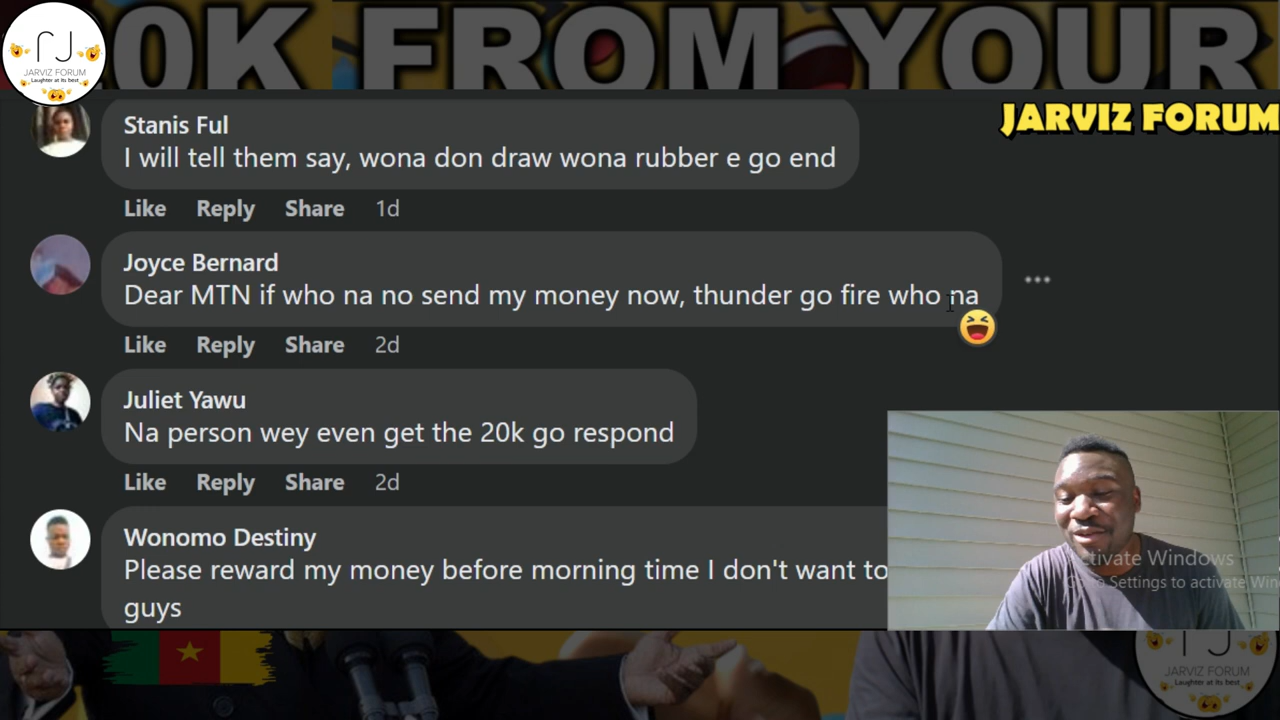 0K FROM YOUR
rJ
JARVIZ FORUM
Laughter at its best
JARVIZ FORUM
Stanis Ful
I will tell them say, wona don draw wona rubber e go end
Like Reply Share 1d
Joyce Bernard
Dear MTN if who na no send my money now, thunder go fire who na
Like Reply Share 2d
Juliet Yawu
Na person wey even get the 20k go respond
Like Reply Share 2d
Wonomo Destiny
Please reward my money before morning time I don't want to
guys
Activate Windows
Go to Settings to activate Win
JARVIZ FORUM
Laughter at its best